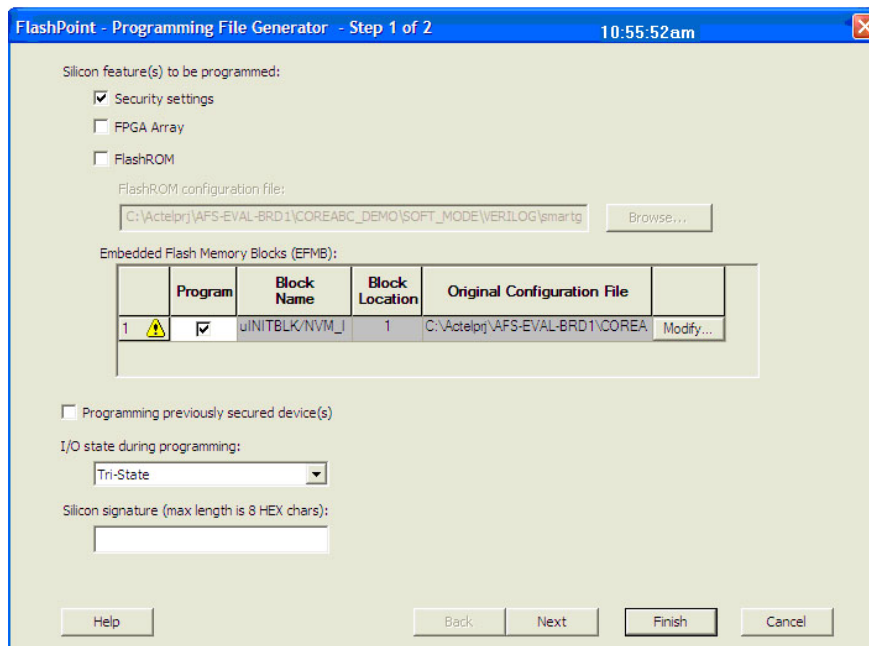 FlashPoint - Programming File Generator - Step 1 of 2
10:55:52am
Silicon feature(s) to be programmed:
Security settings
FPGA Array
FlashROM
FlashROM configuration file:
C:\Actelprj\AFS-EVAL-BRD1\COREABC_DEMO\SOFT_MODE\VERILOG\smartg
Browse...
Embedded Flash Memory Blocks (EFMB):
Program
Block Name
Block Location
Original Configuration File
1
uINITBLK/NVM_I
1
C:\Actelprj\AFS-EVAL-BRD1\COREA
Modify...
Programming previously secured device(s)
I/O state during programming:
Tri-State
Silicon signature (max length is 8 HEX chars):
Help
Back
Next
Finish
Cancel